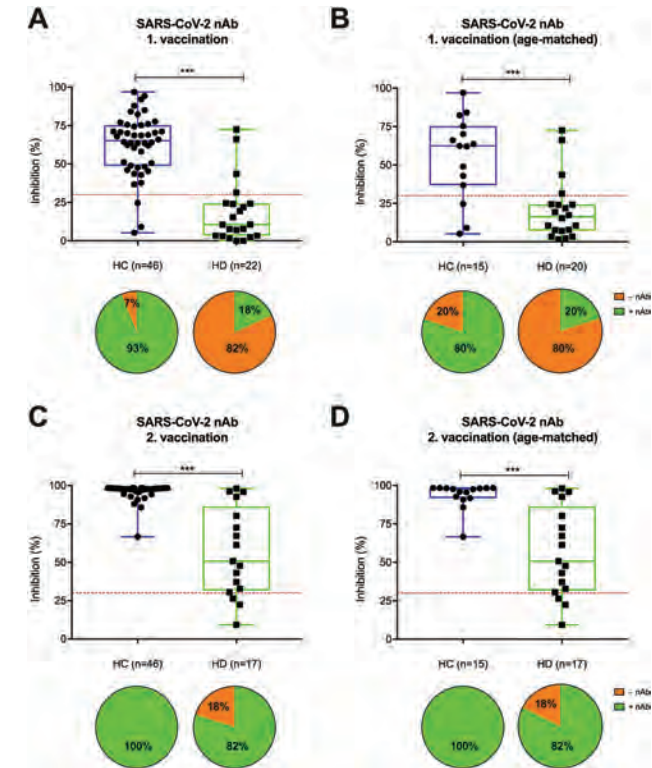 A
SARS-CoV-2 nAb
1. vaccination
***
100
75
50
25
0
Inhibition (%)
HC (n=46)
HD (n=22)
7%
93%
18%
82%
B
SARS-CoV-2 nAb
1. vaccination (age-matched)
***
100
75
50
25
0
Inhibition (%)
HC (n=15)
HD (n=20)
20%
80%
20%
80%
- nAbs
+ nAbs
C
SARS-CoV-2 nAb
2. vaccination
***
100
75
50
25
0
Inhibition (%)
HC (n=46)
HD (n=17)
100%
18%
82%
D
SARS-CoV-2 nAb
2. vaccination (age-matched)
***
100
75
50
25
0
Inhibition (%)
HC (n=15)
HD (n=17)
100%
18%
82%
- nAbs
+ nAbs